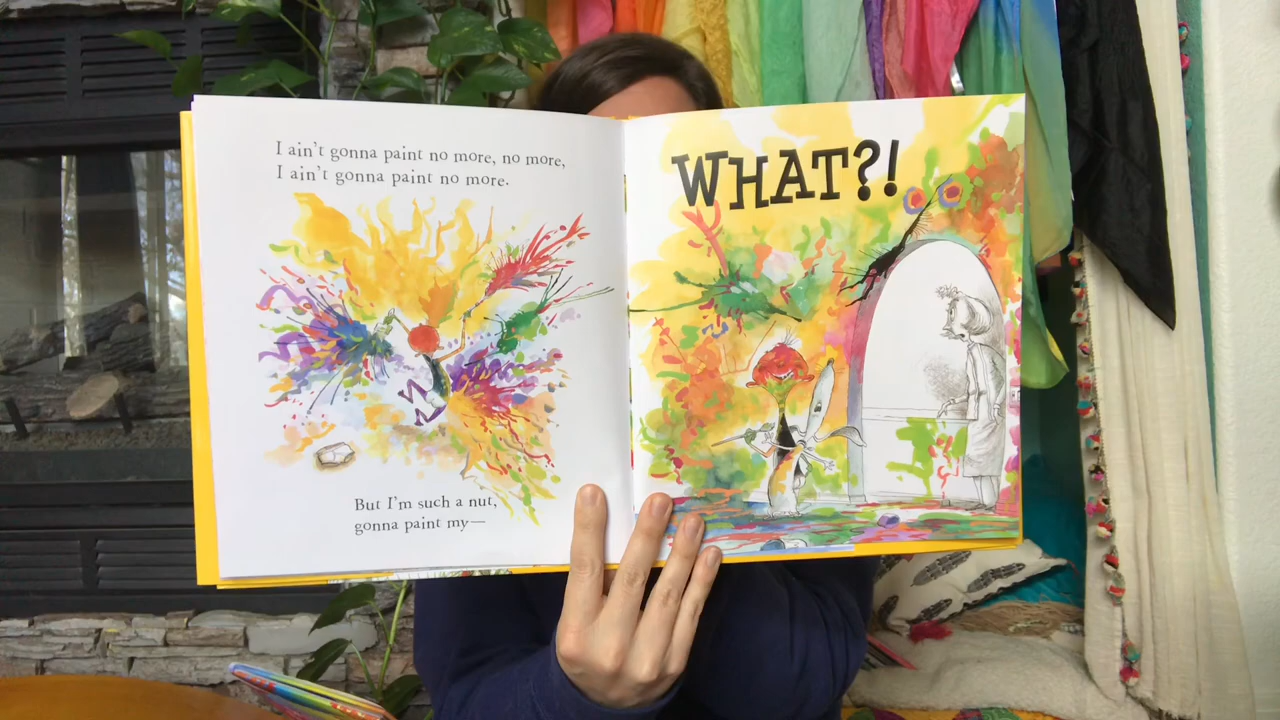 I ain't gonna paint no more, no more,
I ain't gonna paint no more.
But I'm such a nut,
gonna paint my—
WHAT?!